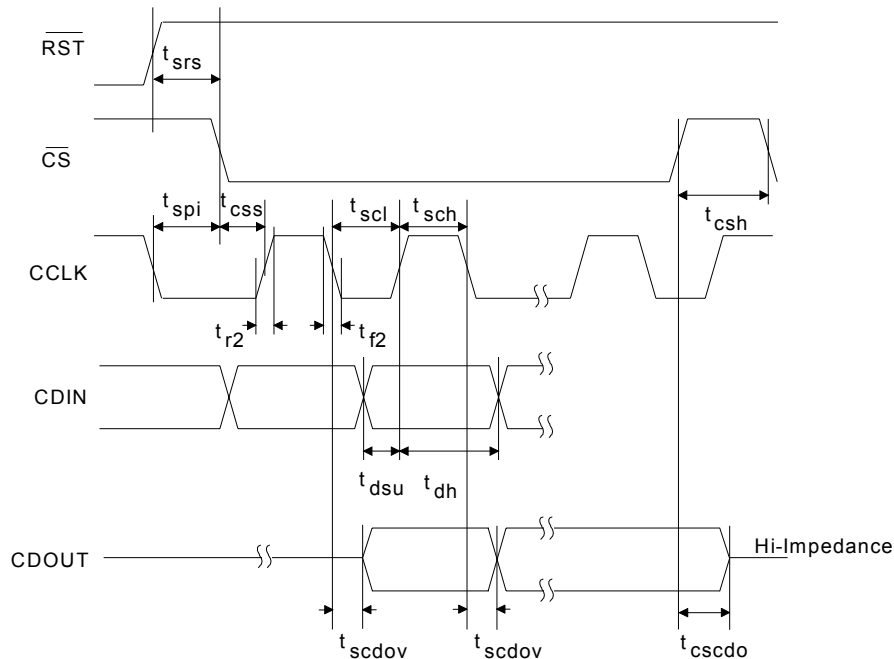 RST
t srs
CS
t spi
t css
t scl
t sch
t csh
CCLK
t r2
t f2
CDIN
t dsu
t dh
CDOUT
Hi-Impedance
t scdov
t scdov
t cscdo